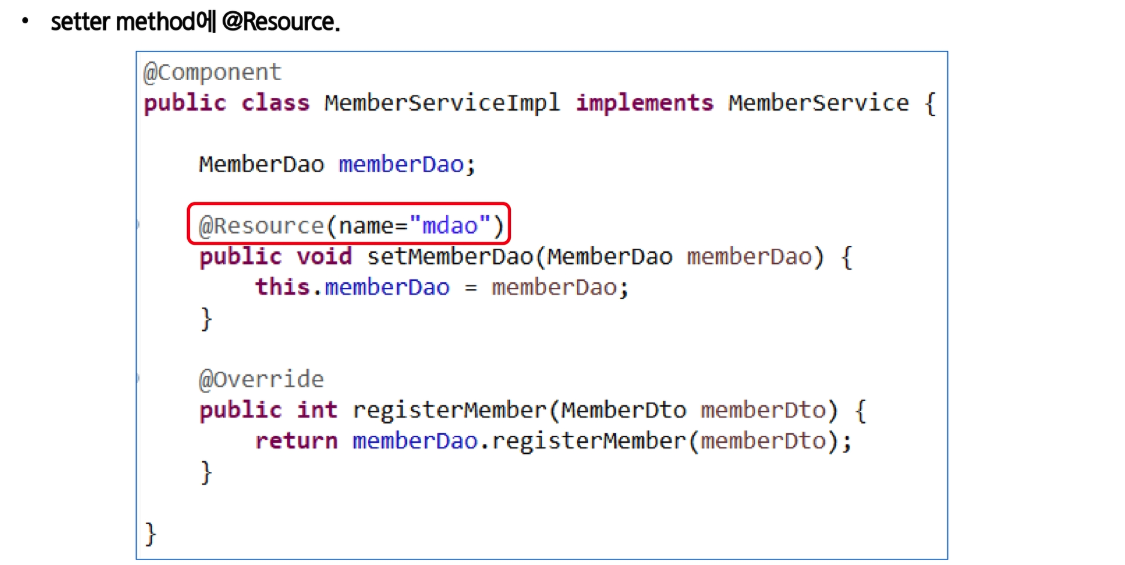 • setter method에 @Resource.
@Component
public class MemberServiceImpl implements MemberService {
MemberDao memberDao;
@Resource(name="mdao")
public void setMemberDao(MemberDao memberDao) {
this.memberDao = memberDao;
}
@Override
public int registerMember(MemberDto memberDto) {
return memberDao.registerMember(memberDto);
}
}